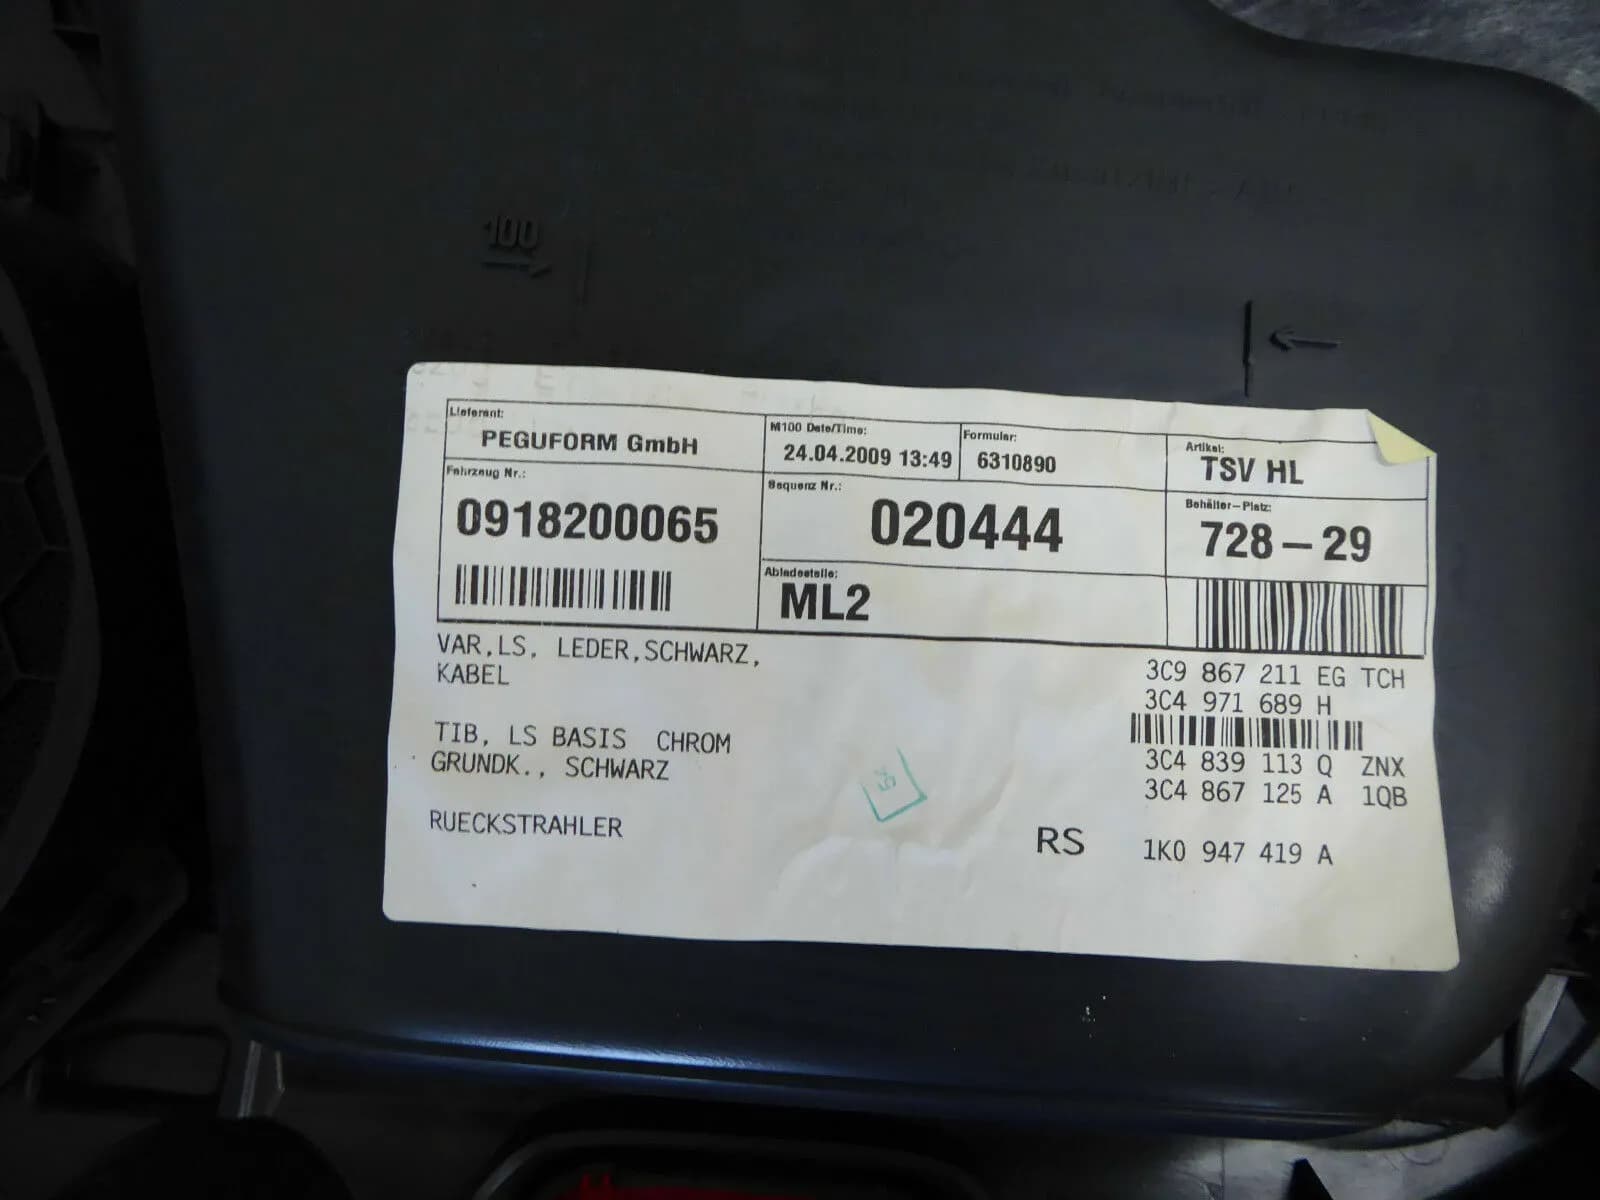 100
Lieferant:
PEGUFORM GmbH
M100 Date/Time:
24.04.2009 13:49
Formular:
6310890
Artikel:
TSV HL
Fahrzeug Nr.:
0918200065
Sequenz Nr.:
020444
Behälter-Platz:
728-29
Abladestelle:
ML2
VAR,LS, LEDER,SCHWARZ,
KABEL
3C9 867 211 EG TCH
3C4 971 689 H
TIB, LS BASIS CHROM
GRUNDK., SCHWARZ
3C4 839 113 Q ZNX
3C4 867 125 A 1QB
RUECKSTRAHLER
RS
1K0 947 419 A